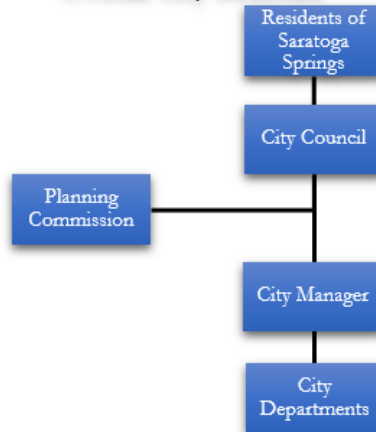 Residents of
Saratoga
Springs
City Council
Planning
Commission
City Manager
City
Departments